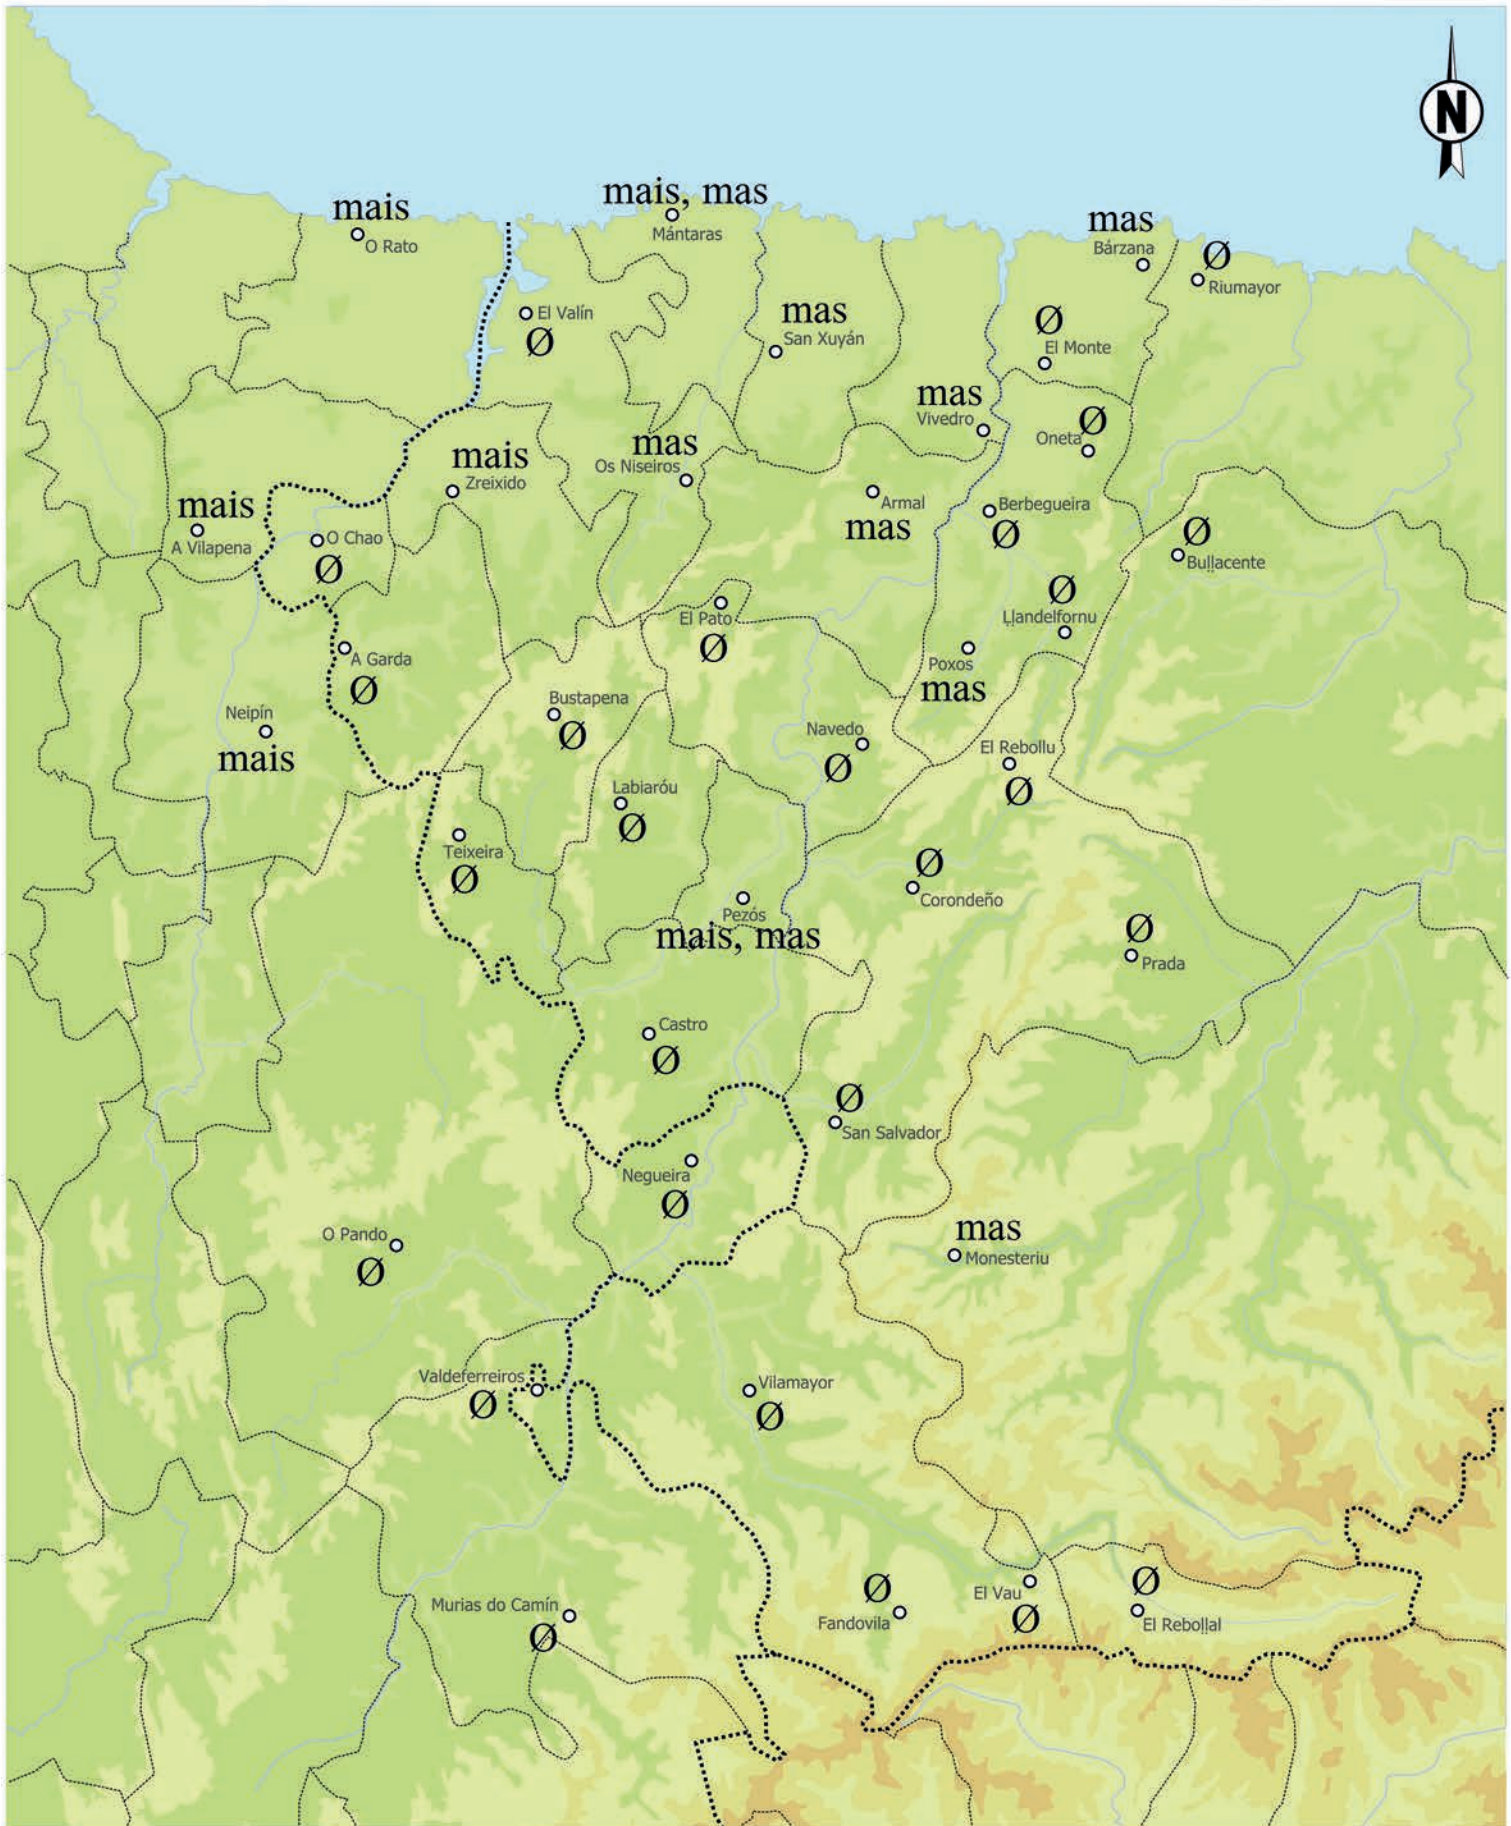 N
mais, mas
Mántaras
mais
O Rato
mas
Bárzana
Ø
Riumayor
El Valín
Ø
mas
San Xuyán
Ø
El Monte
mas
Vivedro
Ø
Oneta
mas
Os Niseiros
mais
Zreixido
mais
A Vilapena
Armal
mas
Berbegueira
Ø
O Chao
Ø
Ø
Buḷḷacente
Ø
Ḷḷandelfornu
El Pato
Ø
A Garda
Ø
Poxos
mas
Bustapena
Ø
Neipín
mais
Navedo
Ø
El Rebollu
Ø
Labiaróu
Ø
Teixeira
Ø
Ø
Corondeño
Pezós
mais, mas
Ø
Prada
Castro
Ø
Ø
San Salvador
Negueira
Ø
O Pando
Ø
mas
Monesteriu
Valdeferreiros
Ø
Vilamayor
Ø
Murias do Camín
Ø
Ø
Fandovila
El Vau
Ø
Ø
El Reboḷḷal